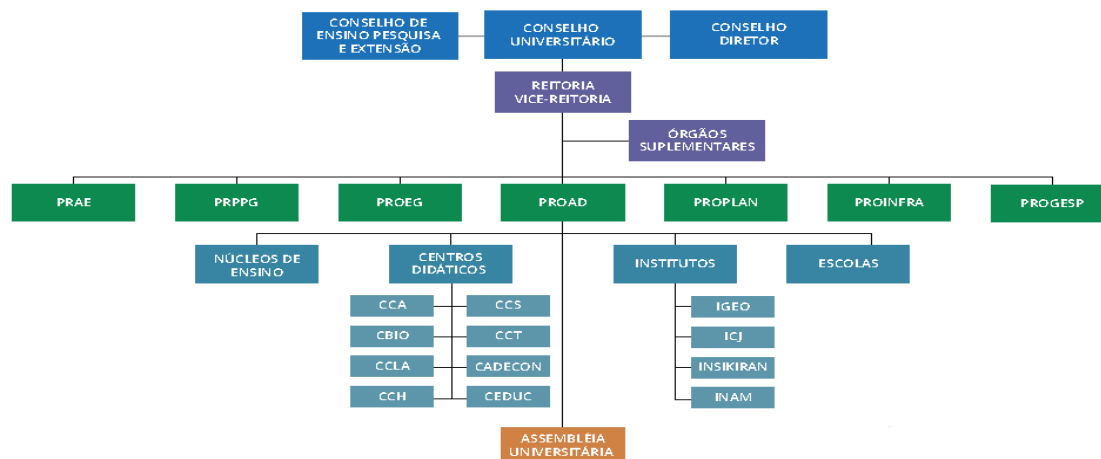 CONSELHO DE
ENSINO PESQUISA
E EXTENSÃO
CONSELHO
UNIVERSITÁRIO
CONSELHO
DIRETOR
REITORIA
VICE-REITORIA
ÓRGÃOS
SUPLEMENTARES
PRAE
PRPPG
PROEG
PROAD
PROPLAN
PROINFRA
PROGESP
NÚCLEOS DE
ENSINO
CENTROS
DIDÁTICOS
INSTITUTOS
ESCOLAS
CCA
CCS
CBIO
CCT
CCLA
CADECON
CCH
CEDUC
IGEO
ICJ
INSIKIRAN
INAM
ASSEMBLÉIA
UNIVERSITÁRIA